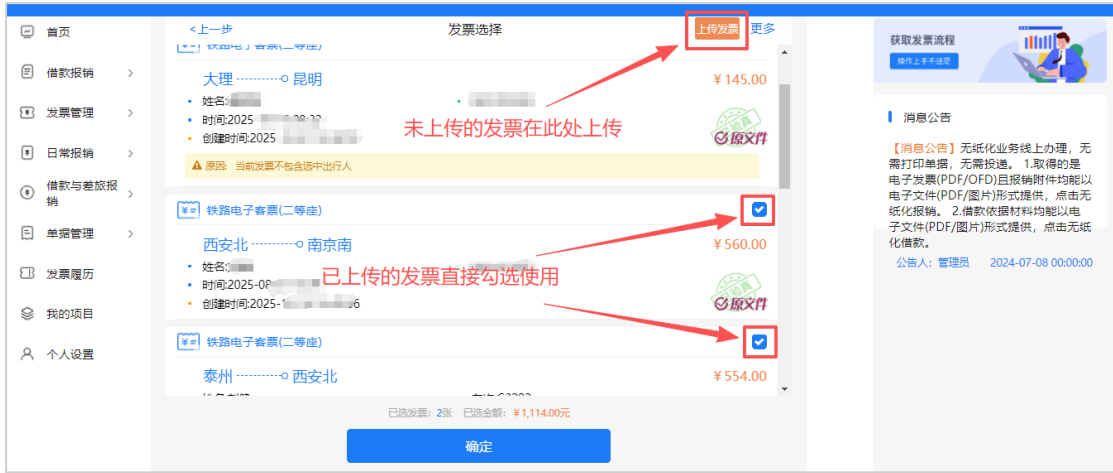 首页
借款报销
发票管理
日常报销
借款与差旅报
销
单据管理
发票履历
我的项目
个人设置
<上一步
发票选择
上传发票
更多
铁路电子客票(二等座)
大理 ----------o 昆明
¥145.00
姓名:
时间:2025
创建时间:2025
未上传的发票在此处上传
原文件
原因: 当前发票不包含选中出行人
铁路电子客票(二等座)
西安北 ----------o 南京南
¥560.00
姓名:
时间:2025-08
创建时间:2025-1
已上传的发票直接勾选使用
原文件
铁路电子客票(二等座)
泰州 ----------o 西安北
¥554.00
已选发票: 2张 已选金额: ¥1,114.00元
确定
获取发票流程
操作上手不迷茫
消息公告
【消息公告】无纸化业务线上办理，无
需打印单据，无需投递。 1.取得的是
电子发票(PDF/OFD)且报销附件均能以
电子文件(PDF/图片)形式提供，点击无
纸化报销。 2.借款依据材料均能以电
子文件(PDF/图片)形式提供，点击无纸
化借款。
公告人: 管理员 2024-07-08 00:00:00